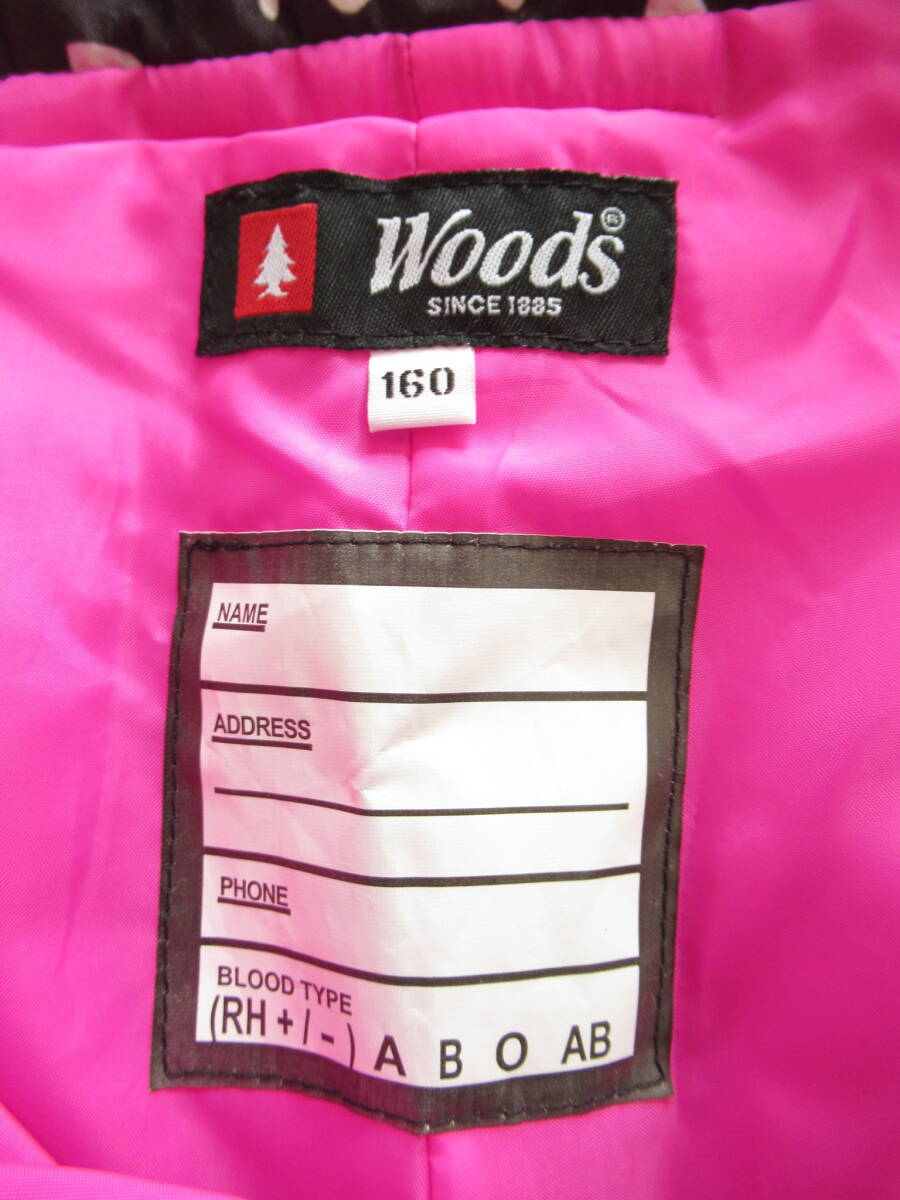 Woods®
SINCE 1885
160
NAME
ADDRESS
PHONE
BLOOD TYPE
(RH + / - ) A B O AB